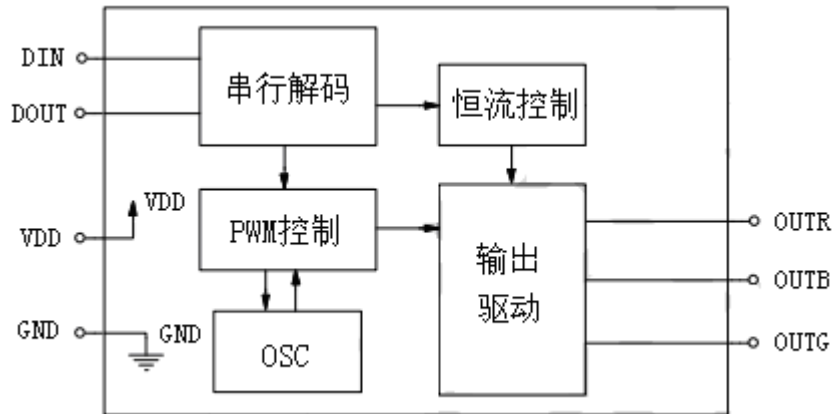 DIN
串行解码
恒流控制
DOUT
VDD
VDD
PWM控制
输出
驱动
OUTR
OUTB
OUTG
GND
GND
OSC